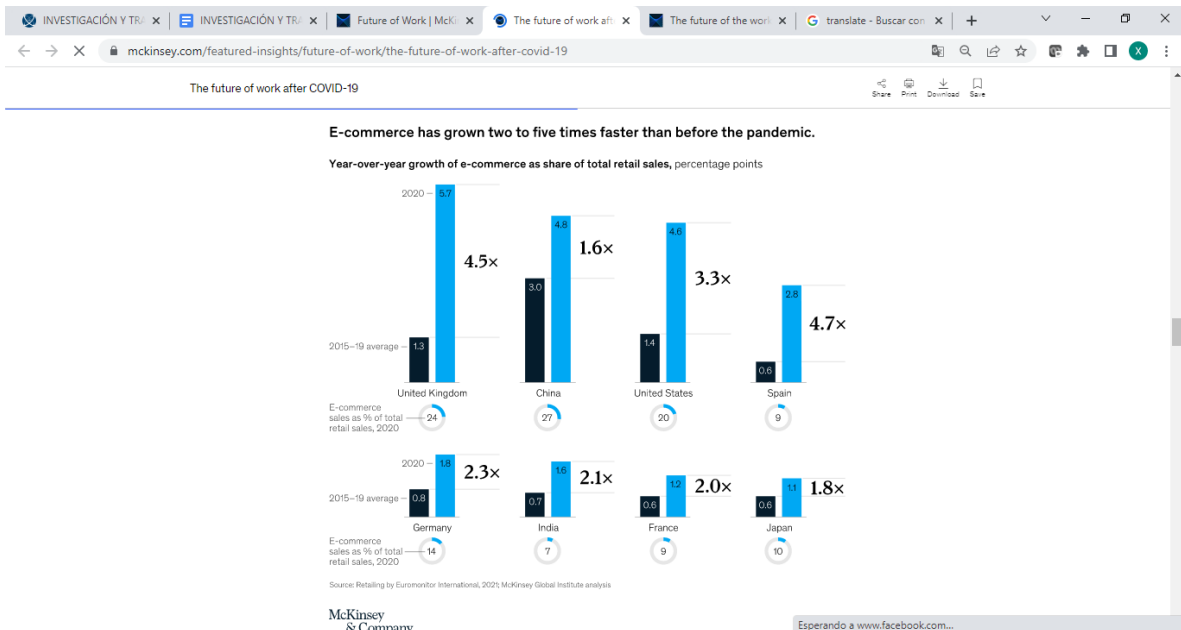 INVESTIGACIÓN Y TRA
INVESTIGACIÓN Y TRA
Future of Work | McKi
The future of work aft
The future of the work
translate - Buscar con
mckinsey.com/featured-insights/future-of-work/the-future-of-work-after-covid-19
X
The future of work after COVID-19
Share Print Download Save
E-commerce has grown two to five times faster than before the pandemic.
Year-over-year growth of e-commerce as share of total retail sales, percentage points
2020
5.7
4.5×
2015–19 average
1.3
United Kingdom
4.8
1.6×
3.0
China
4.6
3.3×
1.4
United States
2.8
4.7×
0.6
Spain
E-commerce
sales as % of total
retail sales, 2020
24
27
20
9
2020
1.8
2.3×
2015–19 average
0.8
Germany
1.6
2.1×
0.7
India
1.2
2.0×
0.6
France
1.1
1.8×
0.6
Japan
E-commerce
sales as % of total
retail sales, 2020
14
7
9
10
Source: Retailing by Euromonitor International, 2021; McKinsey Global Institute analysis
McKinsey
& Company
Esperando a www.facebook.com...